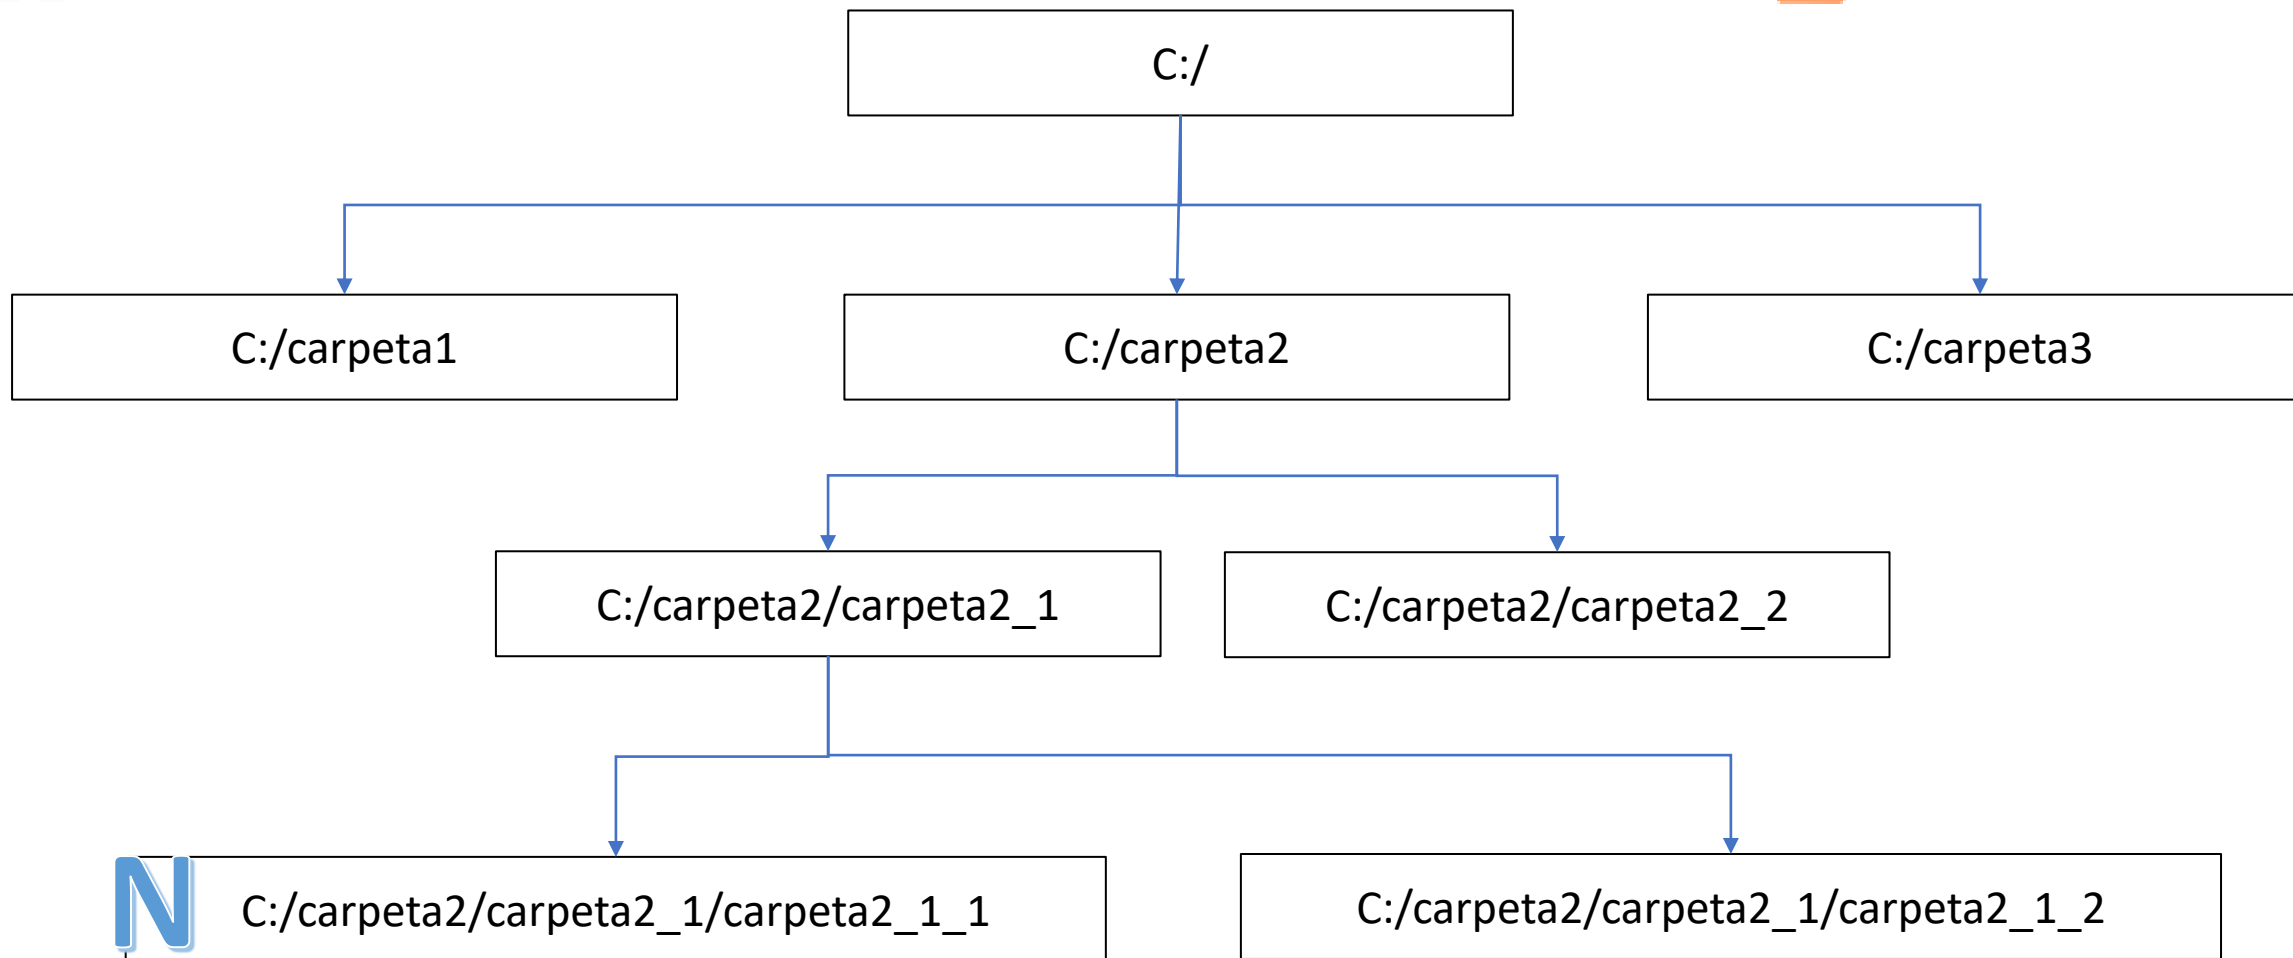 C:/
C:/carpeta1
C:/carpeta2
C:/carpeta3
C:/carpeta2/carpeta2_1
C:/carpeta2/carpeta2_2
N
C:/carpeta2/carpeta2_1/carpeta2_1_1
C:/carpeta2/carpeta2_1/carpeta2_1_2